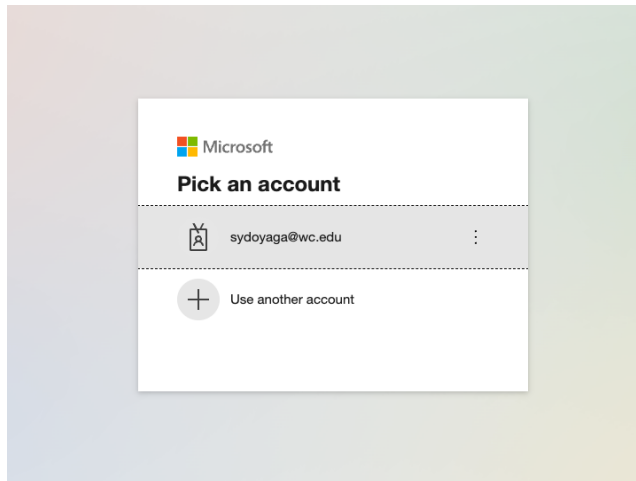 Microsoft
Pick an account
sydoyaga@wc.edu
Use another account